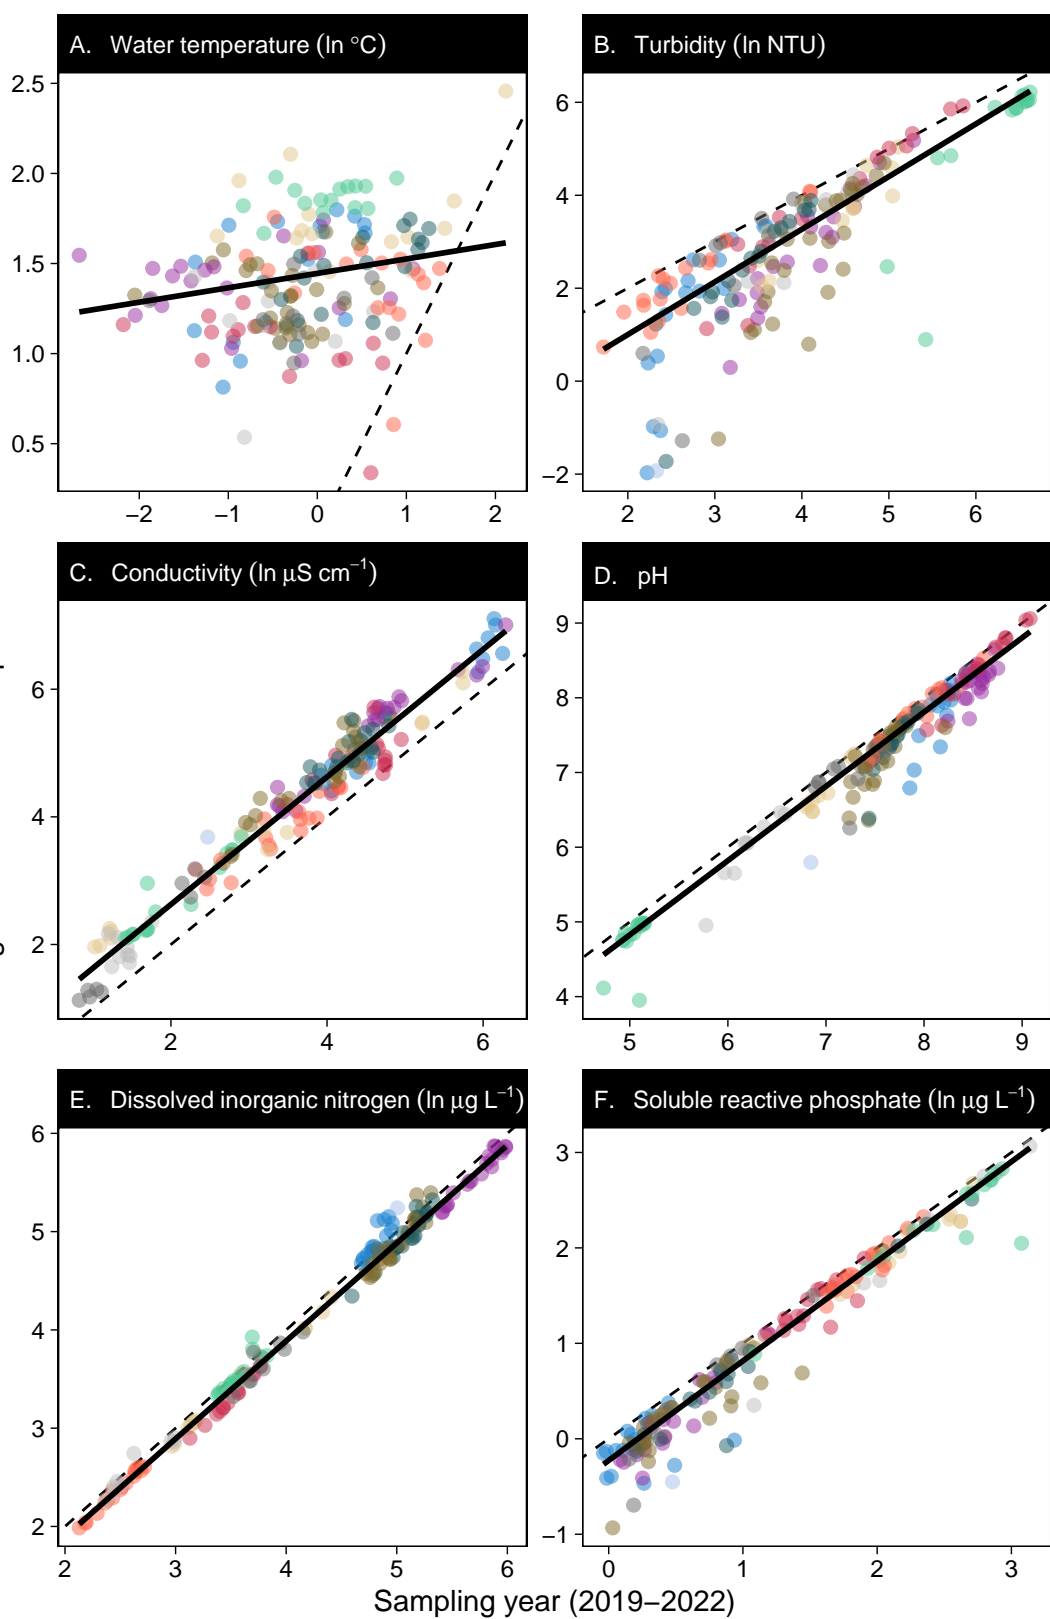 A. Water temperature (ln °C)
B. Turbidity (ln NTU)
2.5
2.0
1.5
1.0
0.5
−2 −1 0 1 2
6
4
2
0
−2
2 3 4 5 6
C. Conductivity (ln μS cm⁻¹)
D. pH
6
4
2
2 4 6
9
8
7
6
5
4
5 6 7 8 9
E. Dissolved inorganic nitrogen (ln μg L⁻¹)
F. Soluble reactive phosphate (ln μg L⁻¹)
6
5
4
3
2
2 3 4 5 6
3
2
1
0
−1
0 1 2 3
Sampling year (2019−2022)